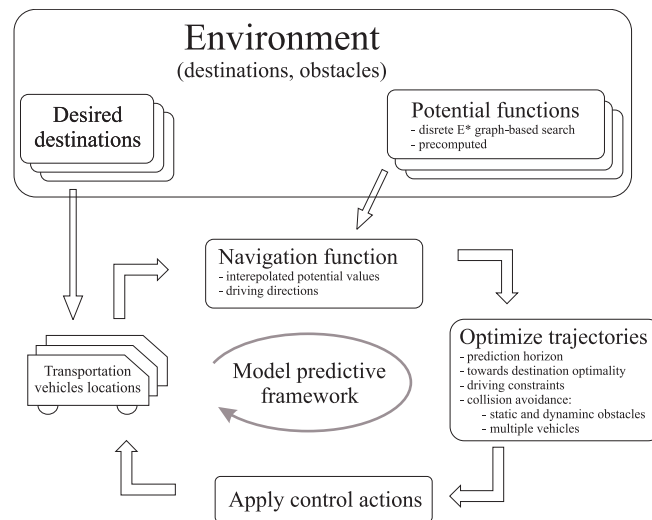 Environment
(destinations, obstacles)
Desired
destinations
Potential functions
- disrete E* graph-based search
- precomputed
Navigation function
- interepolated potential values
- driving directions
Transportation
vehicles locations
Model predictive
framework
Optimize trajectories
- prediction horizon
- towards destination optimality
- driving constraints
- collision avoidance:
- static and dynaminc obstacles
- multiple vehicles
Apply control actions